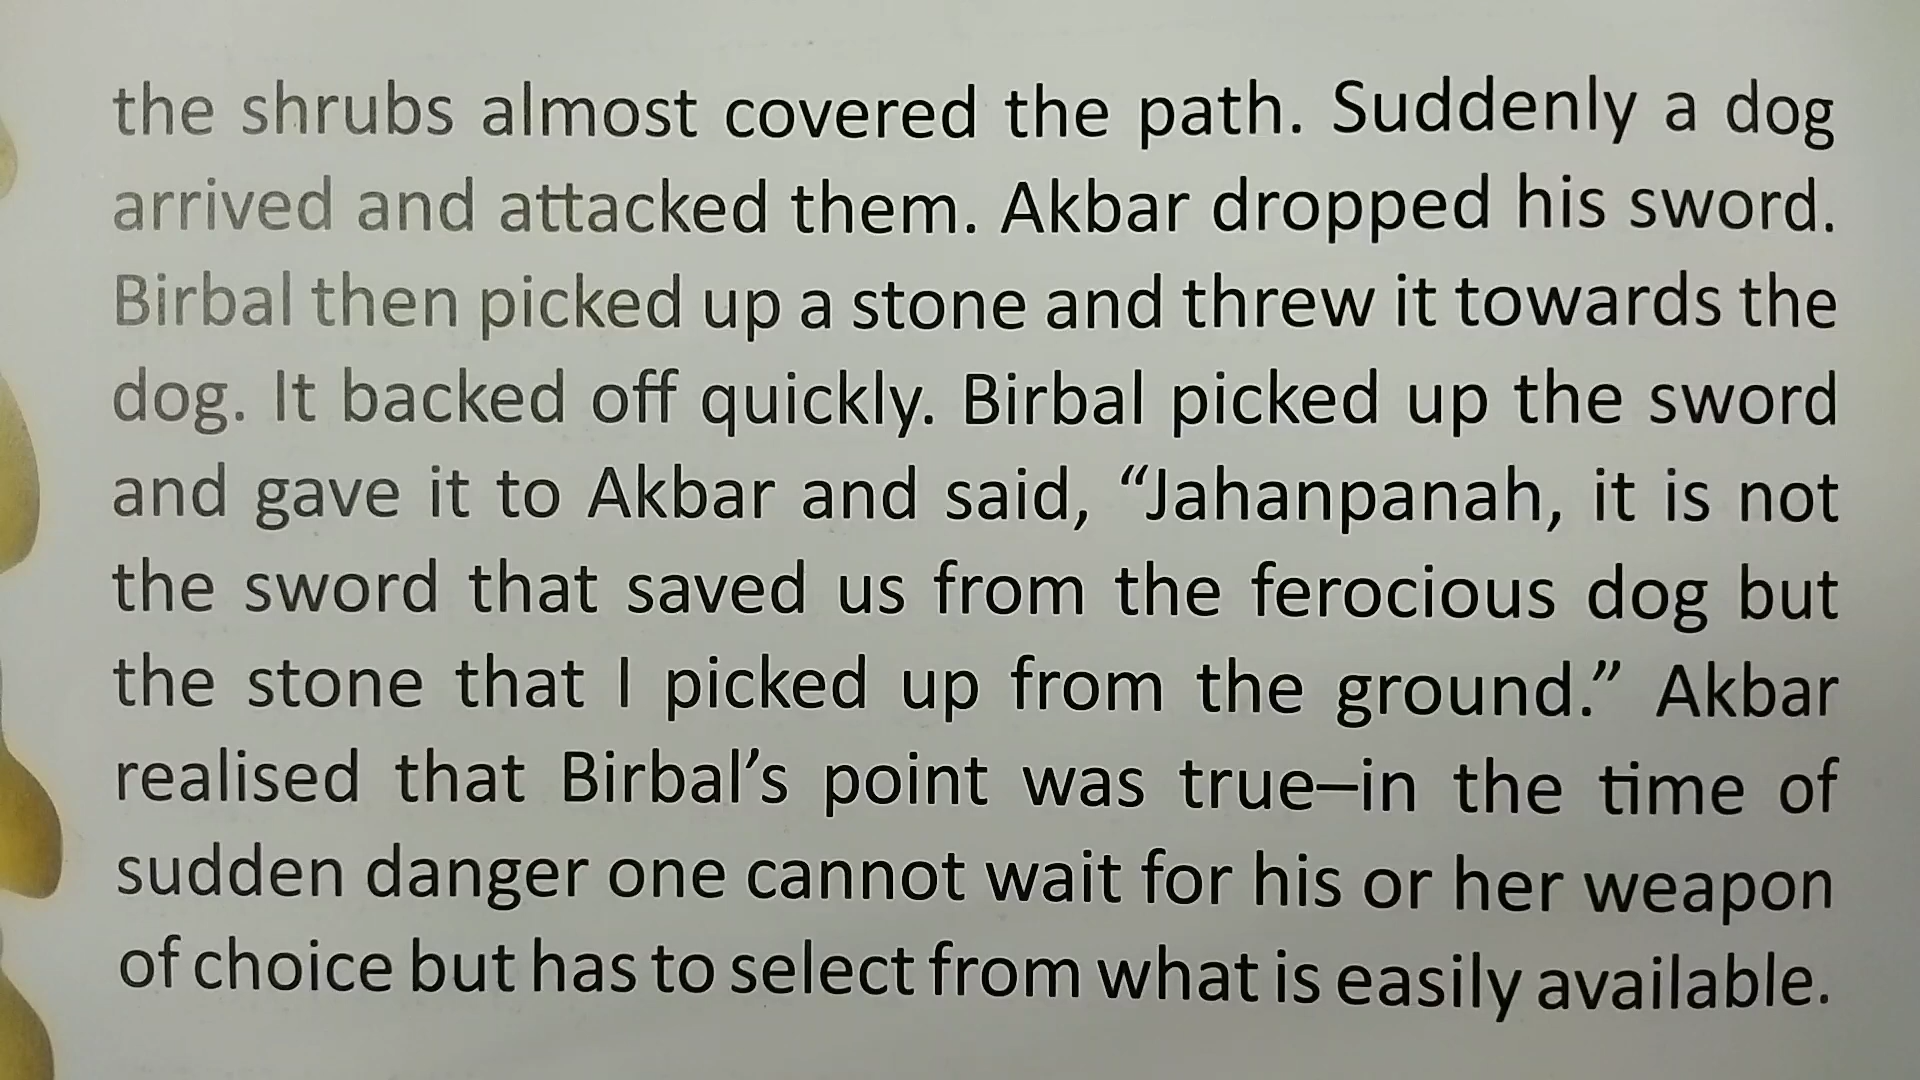 the shrubs almost covered the path. Suddenly a dog
arrived and attacked them. Akbar dropped his sword.
Birbal then picked up a stone and threw it towards the
dog. It backed off quickly. Birbal picked up the sword
and gave it to Akbar and said, “Jahanpanah, it is not
the sword that saved us from the ferocious dog but
the stone that I picked up from the ground.” Akbar
realised that Birbal’s point was true–in the time of
sudden danger one cannot wait for his or her weapon
of choice but has to select from what is easily available.